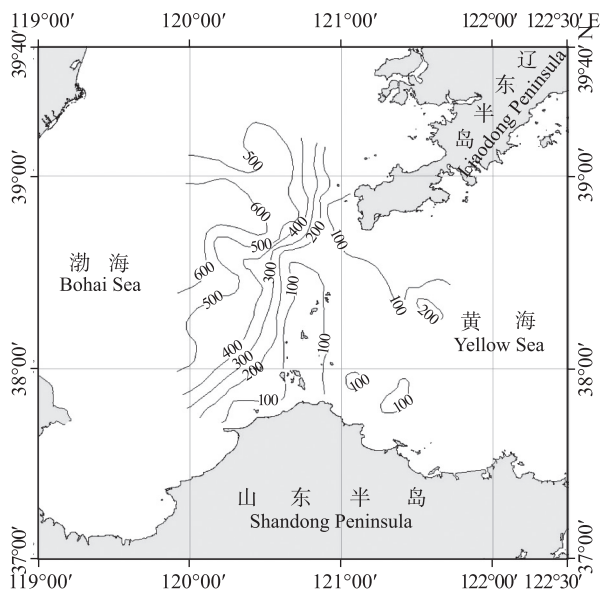 119°00′ 120°00′ 121°00′ 122°00′ 122°30′ E
N
39°40′ 39°40′
辽东半岛
Liaodong Peninsula
500
39°00′ 39°00′
600
400
200
500
100
渤 海
Bohai Sea
600
300
100
500
100
200
黄 海
Yellow Sea
100
400
300
200
38°00′ 38°00′
100
100
100
山 东 半 岛
Shandong Peninsula
37°00′ 37°00′
119°00′ 120°00′ 121°00′ 122°00′ 122°30′